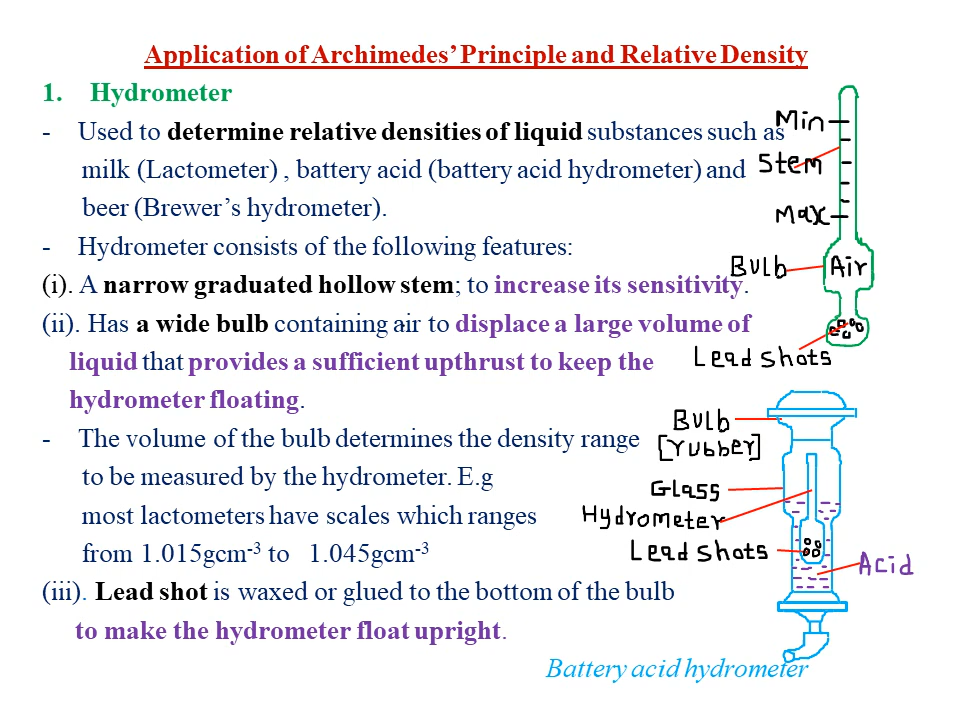 Application of Archimedes’ Principle and Relative Density
1. Hydrometer
- Used to determine relative densities of liquid substances such as
milk (Lactometer) , battery acid (battery acid hydrometer) and
beer (Brewer’s hydrometer).
- Hydrometer consists of the following features:
(i). A narrow graduated hollow stem; to increase its sensitivity.
(ii). Has a wide bulb containing air to displace a large volume of
liquid that provides a sufficient upthrust to keep the
hydrometer floating.
- The volume of the bulb determines the density range
to be measured by the hydrometer. E.g
most lactometers have scales which ranges
from 1.015gcm⁻³ to 1.045gcm⁻³
(iii). Lead shot is waxed or glued to the bottom of the bulb
to make the hydrometer float upright.
Min
Stem
Max
Bulb
Air
Lead shots
Bulb
[rubber]
Glass
Hydrometer
Lead shots
Acid
Battery acid hydrometer